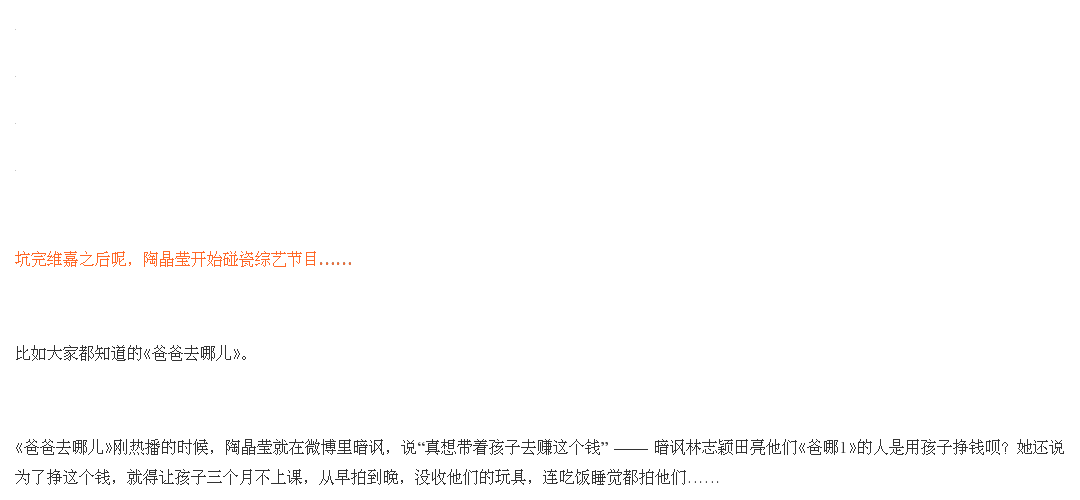 坑完维嘉之后呢，陶晶莹开始碰瓷综艺节目……
比如大家都知道的《爸爸去哪儿》。
《爸爸去哪儿》刚热播的时候，陶晶莹就在微博里暗讽，说“真想带着孩子去赚这个钱” —— 暗讽林志颖田亮他们《爸哪1》的人是用孩子挣钱呗？她还说
为了挣这个钱，就得让孩子三个月不上课，从早拍到晚，没收他们的玩具，连吃饭睡觉都拍他们……